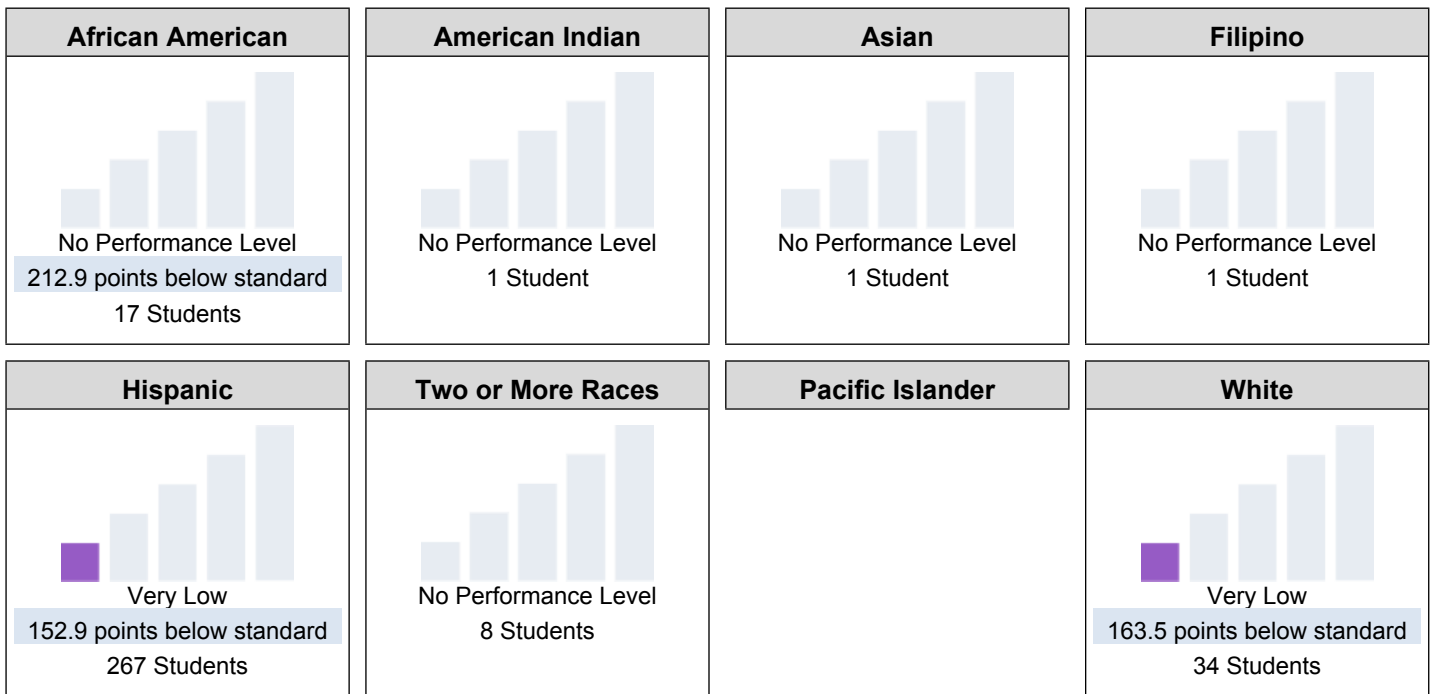 African American
No Performance Level
212.9 points below standard
17 Students
American Indian
No Performance Level
1 Student
Asian
No Performance Level
1 Student
Filipino
No Performance Level
1 Student
Hispanic
Very Low
152.9 points below standard
267 Students
Two or More Races
No Performance Level
8 Students
Pacific Islander
White
Very Low
163.5 points below standard
34 Students